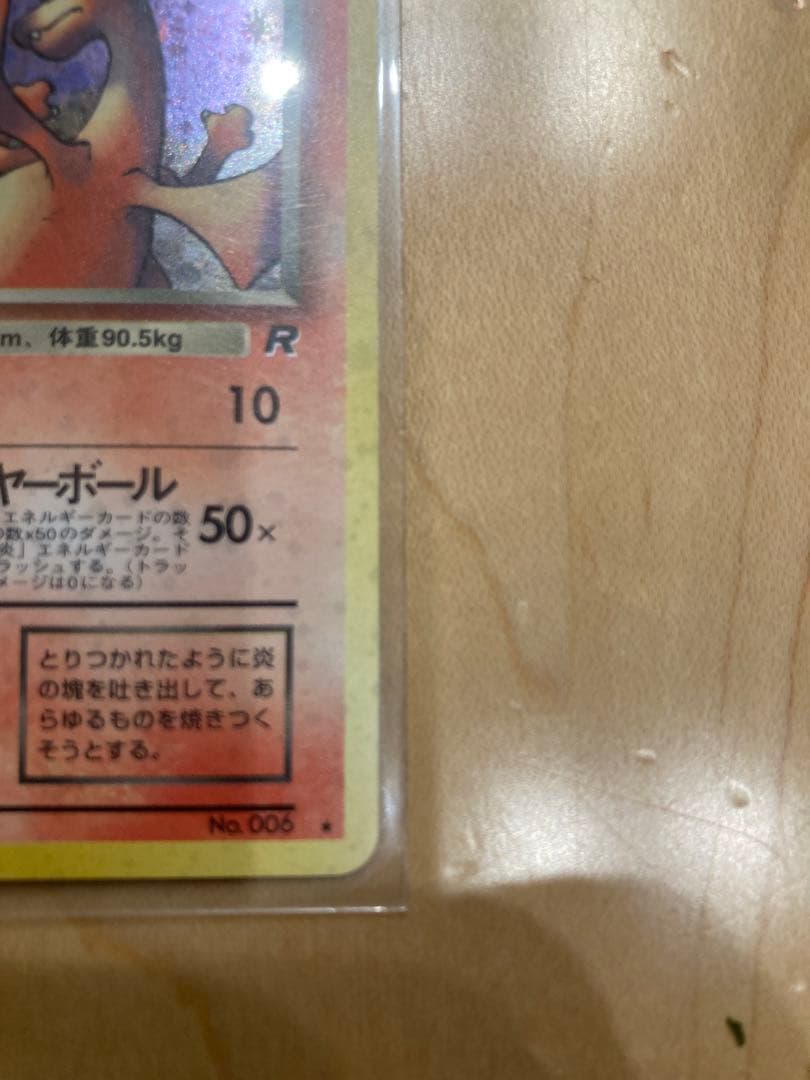 m、体重90.5kg R
10
ヤーボール
エネルギーカードの数
の数x50のダメージ。そ
炎」エネルギーカード
ラッシュする。(トラッ
メージは0になる)
50×
とりつかれたように炎
の塊を吐き出して、あ
らゆるものを焼きつく
そうとする。
No. 006 ★